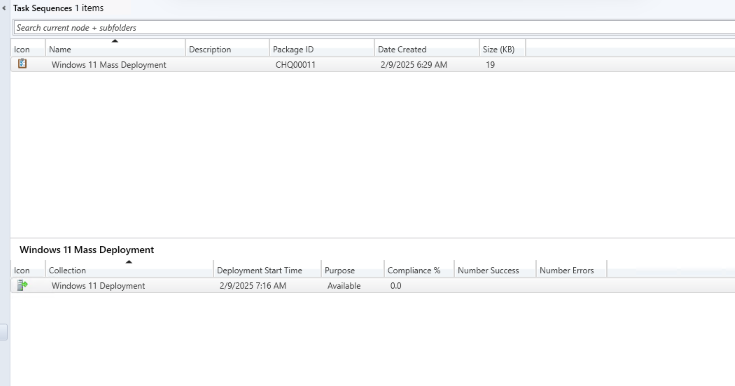 Task Sequences 1 items
Search current node + subfolders
Icon Name Description Package ID Date Created Size (KB)
Windows 11 Mass Deployment CHQ00011 2/9/2025 6:29 AM 19
Windows 11 Mass Deployment
Icon Collection Deployment Start Time Purpose Compliance % Number Success Number Errors
Windows 11 Deployment 2/9/2025 7:16 AM Available 0.0